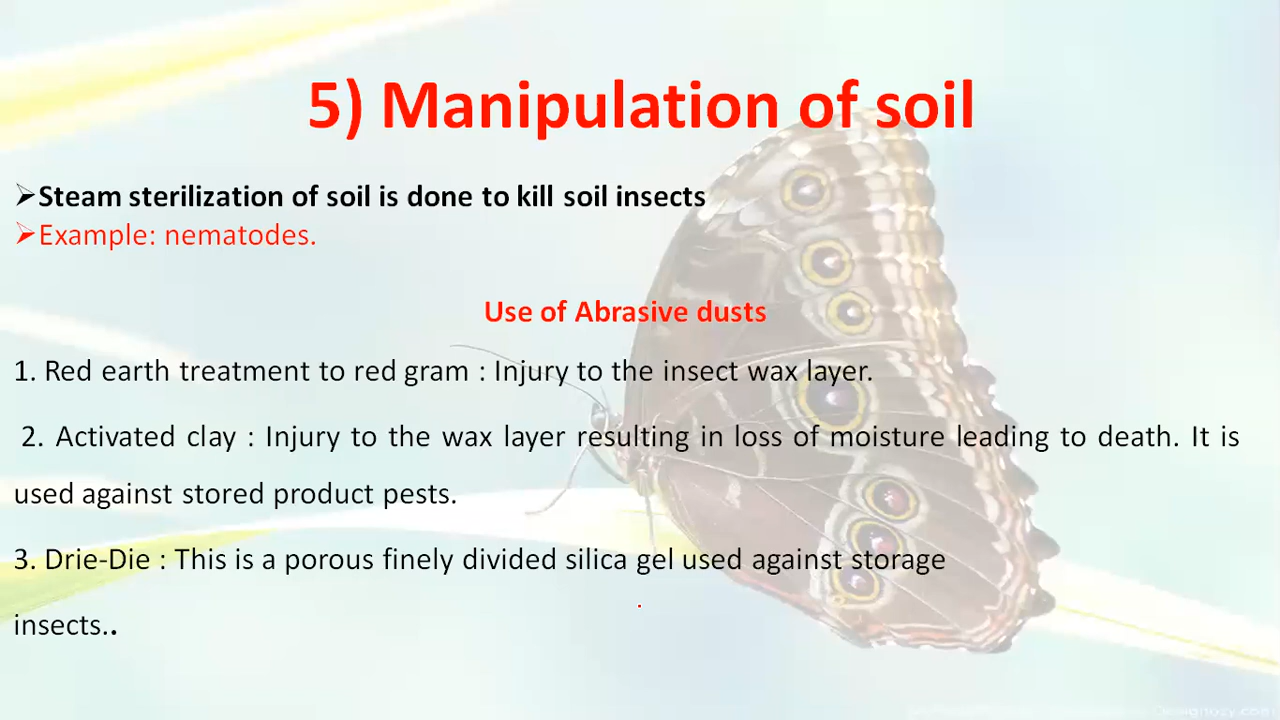 5) Manipulation of soil
➢Steam sterilization of soil is done to kill soil insects
➢Example: nematodes.
Use of Abrasive dusts
1. Red earth treatment to red gram : Injury to the insect wax layer.
2. Activated clay : Injury to the wax layer resulting in loss of moisture leading to death. It is
used against stored product pests.
3. Drie-Die : This is a porous finely divided silica gel used against storage
insects..